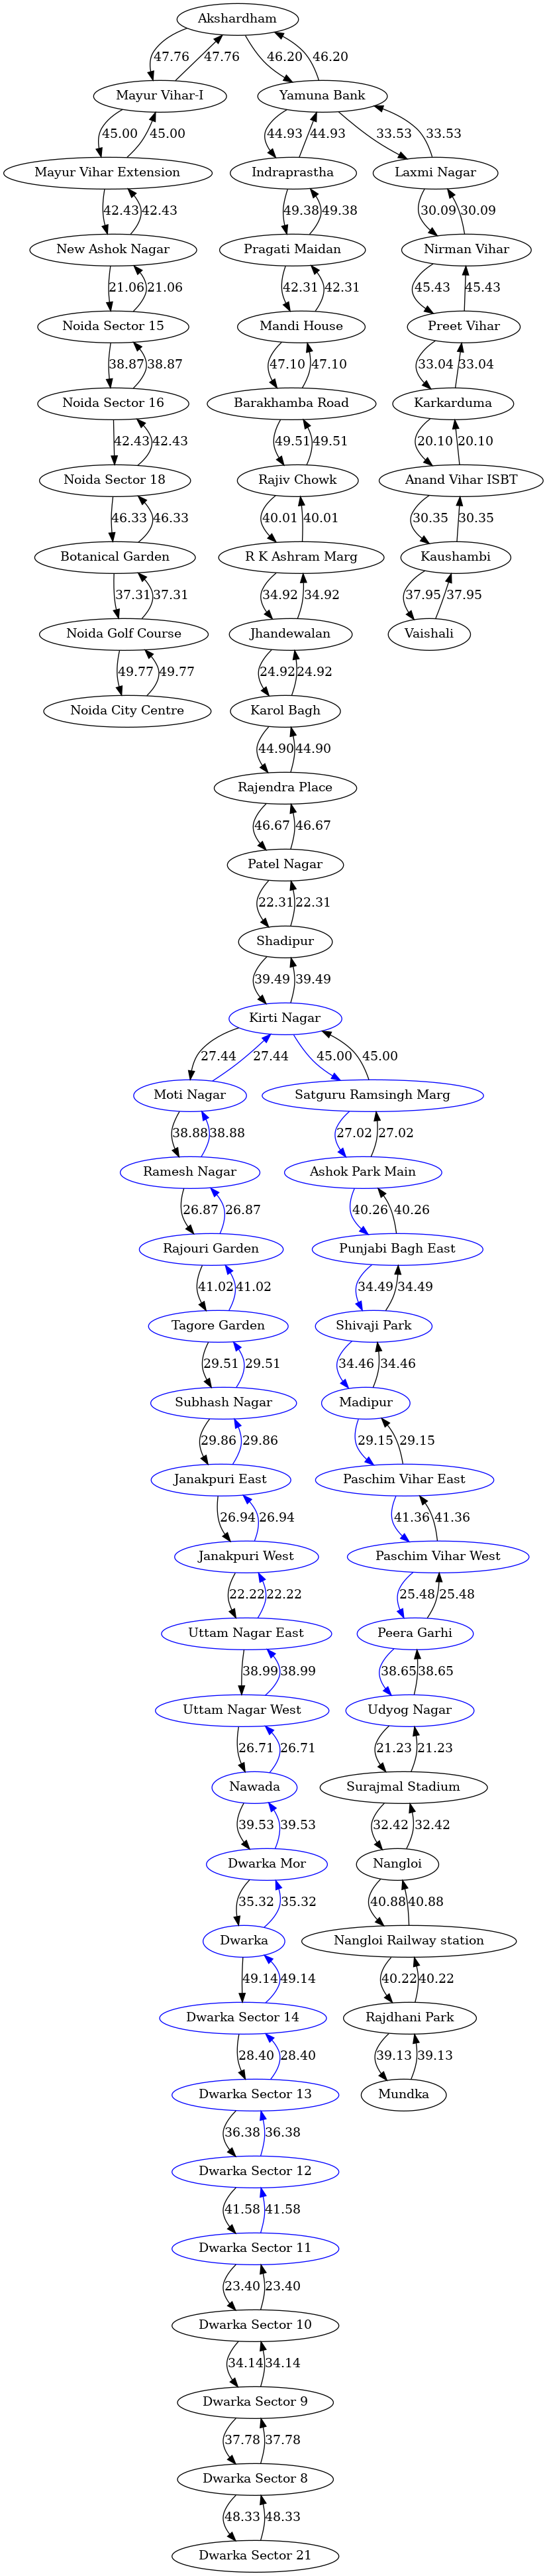 Akshardham
47.76 47.76 46.20 46.20
Mayur Vihar-I Yamuna Bank
45.00 45.00 44.93 44.93 33.53 33.53
Mayur Vihar Extension Indraprastha Laxmi Nagar
42.43 42.43 49.38 49.38 30.09 30.09
New Ashok Nagar Pragati Maidan Nirman Vihar
21.06 21.06 42.31 42.31 45.43 45.43
Noida Sector 15 Mandi House Preet Vihar
38.87 38.87 47.10 47.10 33.04 33.04
Noida Sector 16 Barakhamba Road Karkarduma
42.43 42.43 49.51 49.51 20.10 20.10
Noida Sector 18 Rajiv Chowk Anand Vihar ISBT
46.33 46.33 40.01 40.01 30.35 30.35
Botanical Garden R K Ashram Marg Kaushambi
37.31 37.31 34.92 34.92 37.95 37.95
Noida Golf Course Jhandewalan Vaishali
49.77 49.77 24.92 24.92
Noida City Centre Karol Bagh
44.90 44.90
Rajendra Place
46.67 46.67
Patel Nagar
22.31 22.31
Shadipur
39.49 39.49
Kirti Nagar
27.44 27.44 45.00 45.00
Moti Nagar Satguru Ramsingh Marg
38.88 38.88 27.02 27.02
Ramesh Nagar Ashok Park Main
26.87 26.87 40.26 40.26
Rajouri Garden Punjabi Bagh East
41.02 41.02 34.49 34.49
Tagore Garden Shivaji Park
29.51 29.51 34.46 34.46
Subhash Nagar Madipur
29.86 29.86 29.15 29.15
Janakpuri East Paschim Vihar East
26.94 26.94 41.36 41.36
Janakpuri West Paschim Vihar West
22.22 22.22 25.48 25.48
Uttam Nagar East Peera Garhi
38.99 38.99 38.65 38.65
Uttam Nagar West Udyog Nagar
26.71 26.71 21.23 21.23
Nawada Surajmal Stadium
39.53 39.53 32.42 32.42
Dwarka Mor Nangloi
35.32 35.32 40.88 40.88
Dwarka Nangloi Railway station
49.14 49.14 40.22 40.22
Dwarka Sector 14 Rajdhani Park
28.40 28.40 39.13 39.13
Dwarka Sector 13 Mundka
36.38 36.38
Dwarka Sector 12
41.58 41.58
Dwarka Sector 11
23.40 23.40
Dwarka Sector 10
34.14 34.14
Dwarka Sector 9
37.78 37.78
Dwarka Sector 8
48.33 48.33
Dwarka Sector 21